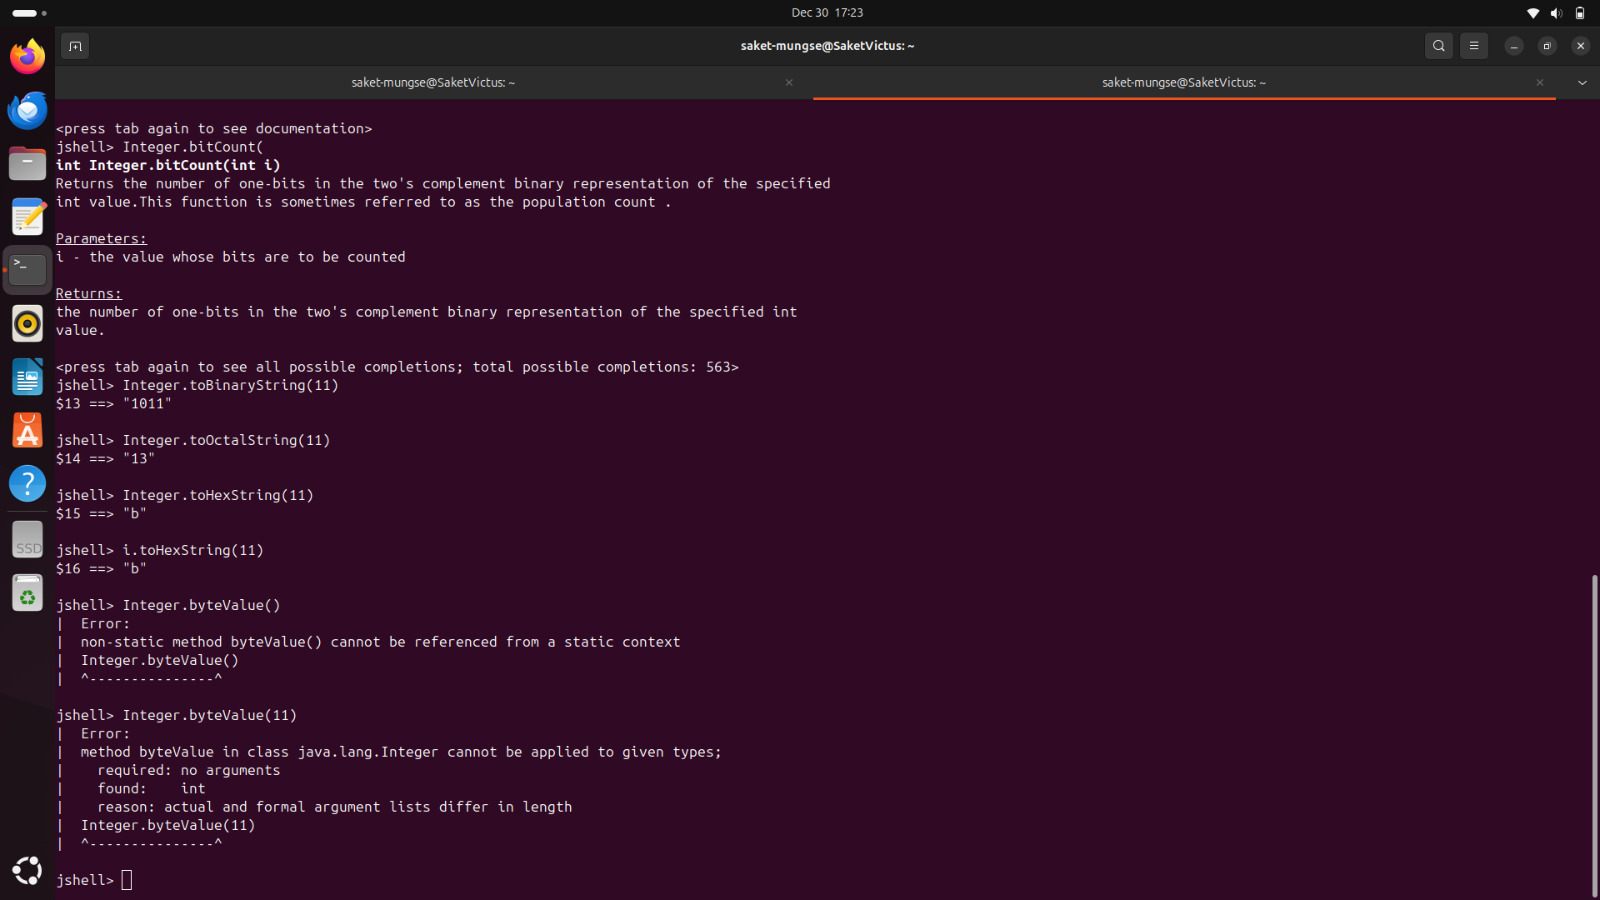 Dec 30 17:23
saket-mungse@SaketVictus: ~
saket-mungse@SaketVictus: ~
saket-mungse@SaketVictus: ~
<press tab again to see documentation>
jshell> Integer.bitCount(
int Integer.bitCount(int i)
Returns the number of one-bits in the two's complement binary representation of the specified
int value.This function is sometimes referred to as the population count .
Parameters:
i - the value whose bits are to be counted
Returns:
the number of one-bits in the two's complement binary representation of the specified int
value.
<press tab again to see all possible completions; total possible completions: 563>
jshell> Integer.toBinaryString(11)
$13 ==> "1011"
jshell> Integer.toOctalString(11)
$14 ==> "13"
jshell> Integer.toHexString(11)
$15 ==> "b"
jshell> i.toHexString(11)
$16 ==> "b"
jshell> Integer.byteValue()
|  Error:
|  non-static method byteValue() cannot be referenced from a static context
|  Integer.byteValue()
|  ^---------------^
jshell> Integer.byteValue(11)
|  Error:
|  method byteValue in class java.lang.Integer cannot be applied to given types;
|    required: no arguments
|    found:    int
|    reason: actual and formal argument lists differ in length
|  Integer.byteValue(11)
|  ^---------------^
jshell>
SSD